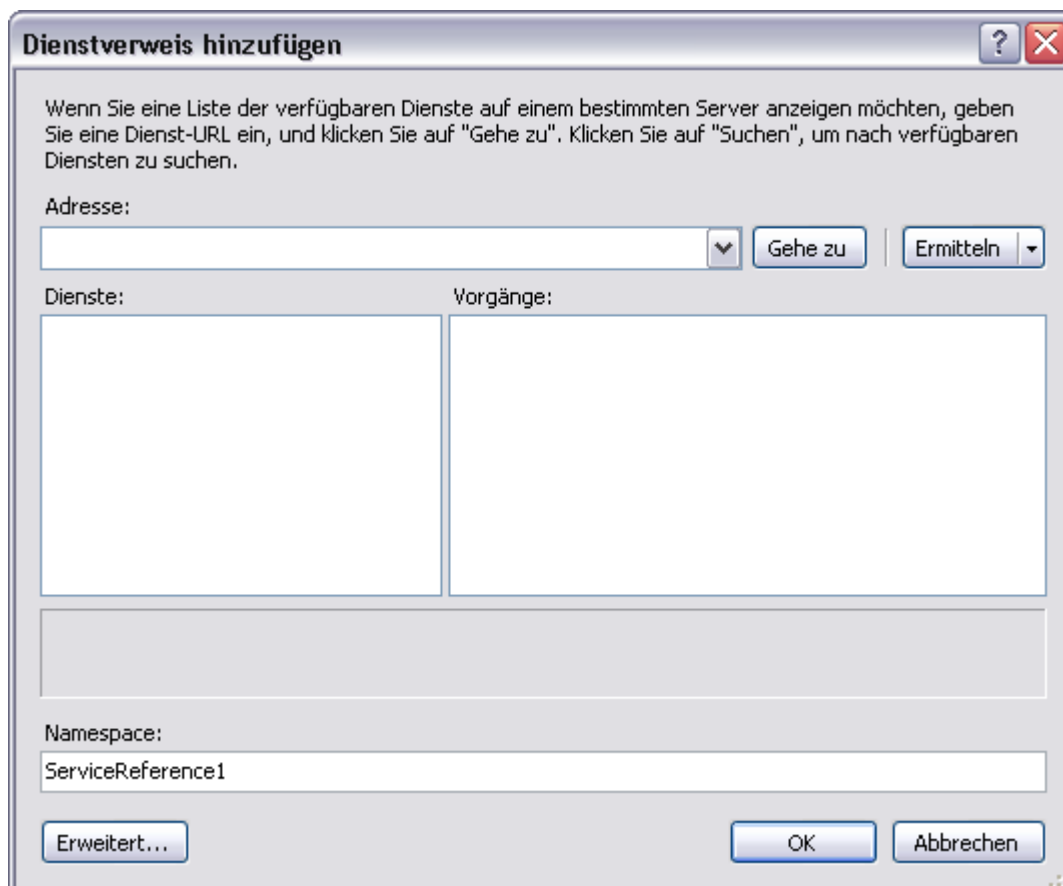 Dienstverweis hinzufügen
Wenn Sie eine Liste der verfügbaren Dienste auf einem bestimmten Server anzeigen möchten, geben
Sie eine Dienst-URL ein, und klicken Sie auf "Gehe zu". Klicken Sie auf "Suchen", um nach verfügbaren
Diensten zu suchen.
Adresse:
Gehe zu Ermitteln
Dienste: Vorgänge:
Namespace:
ServiceReference1
Erweitert... OK Abbrechen